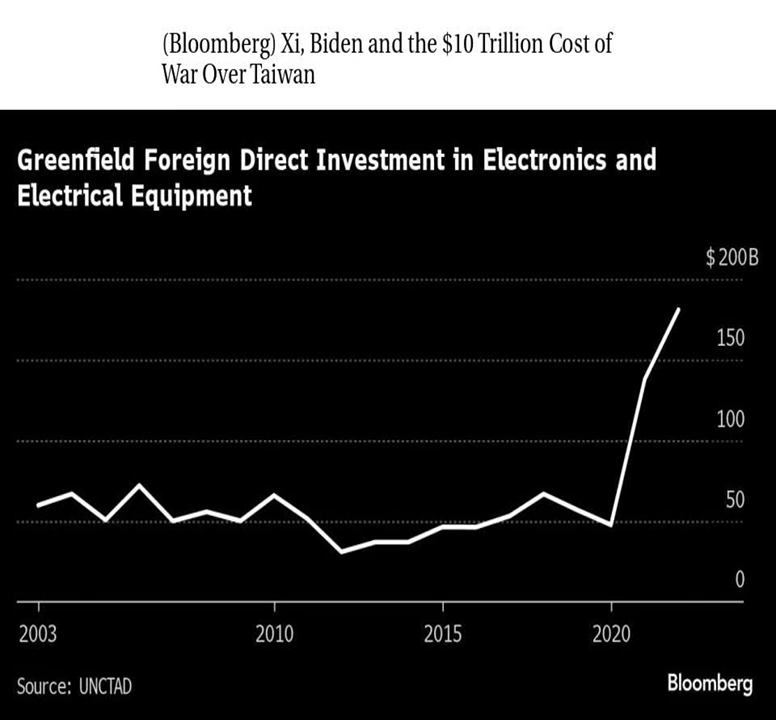 (Bloomberg) Xi, Biden and the $10 Trillion Cost of
War Over Taiwan
Greenfield Foreign Direct Investment in Electronics and
Electrical Equipment
$200B
150
100
50
0
2003 2010 2015 2020
Source: UNCTAD
Bloomberg